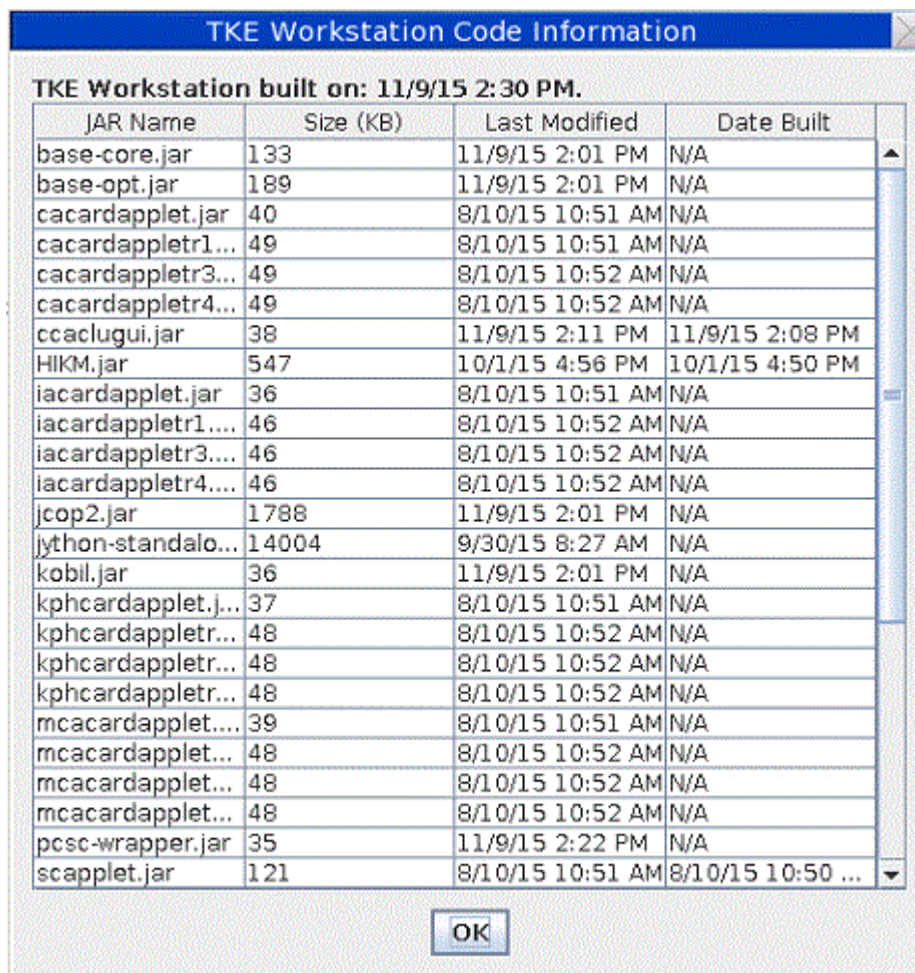 TKE Workstation Code Information
TKE Workstation built on: 11/9/15 2:30 PM.
JAR Name Size (KB) Last Modified Date Built
base-core.jar 133 11/9/15 2:01 PM N/A
base-opt.jar 189 11/9/15 2:01 PM N/A
cacardapplet.jar 40 8/10/15 10:51 AM N/A
cacardappletr1... 49 8/10/15 10:51 AM N/A
cacardappletr3... 49 8/10/15 10:52 AM N/A
cacardappletr4... 49 8/10/15 10:52 AM N/A
ccaclugui.jar 38 11/9/15 2:11 PM 11/9/15 2:08 PM
HIKM.jar 547 10/1/15 4:56 PM 10/1/15 4:50 PM
iacardapplet.jar 36 8/10/15 10:51 AM N/A
iacardappletr1.... 46 8/10/15 10:52 AM N/A
iacardappletr3.... 46 8/10/15 10:52 AM N/A
iacardappletr4.... 46 8/10/15 10:52 AM N/A
jcop2.jar 1788 11/9/15 2:01 PM N/A
jython-standalo... 14004 9/30/15 8:27 AM N/A
kobil.jar 36 11/9/15 2:01 PM N/A
kphcardapplet.j... 37 8/10/15 10:51 AM N/A
kphcardappletr... 48 8/10/15 10:52 AM N/A
kphcardappletr... 48 8/10/15 10:52 AM N/A
kphcardappletr... 48 8/10/15 10:52 AM N/A
mcacardapplet.... 39 8/10/15 10:51 AM N/A
mcacardapplet... 48 8/10/15 10:52 AM N/A
mcacardapplet... 48 8/10/15 10:52 AM N/A
mcacardapplet... 48 8/10/15 10:52 AM N/A
pcsc-wrapper.jar 35 11/9/15 2:22 PM N/A
scapplet.jar 121 8/10/15 10:51 AM 8/10/15 10:50 ...
OK